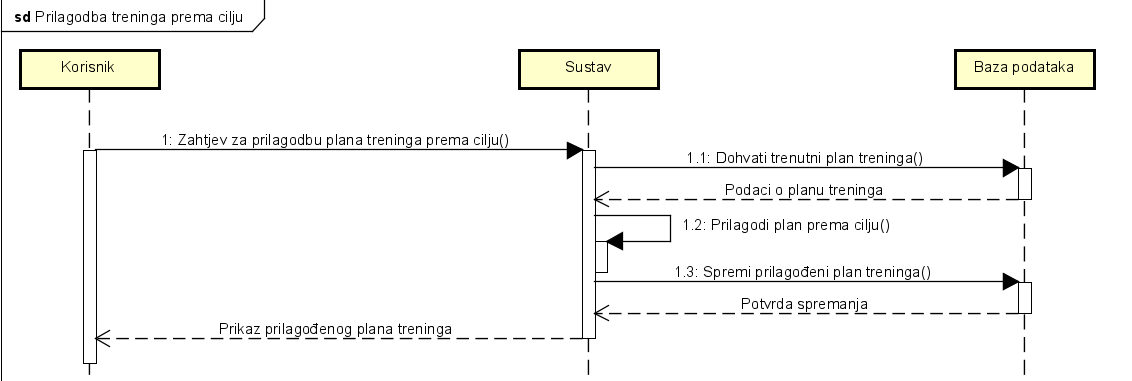 sd Prilagodba treninga prema cilju
Korisnik
Sustav
Baza podataka
1: Zahtjev za prilagodbu plana treninga prema cilju()
1.1: Dohvati trenutni plan treninga()
Podaci o planu treninga
1.2: Prilagodi plan prema cilju()
1.3: Spremi prilagođeni plan treninga()
Potvrda spremanja
Prikaz prilagođenog plana treninga